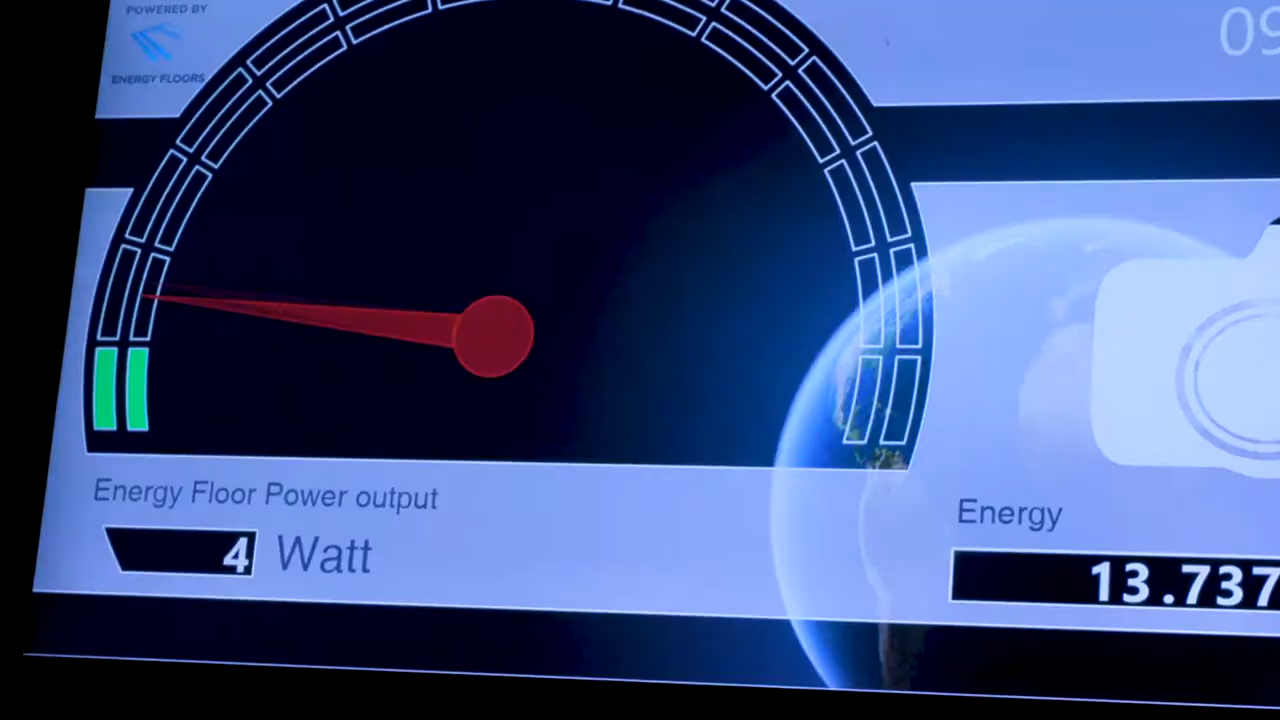 POWERED BY
ENERGY FLOORS
09
Energy Floor Power output
4 Watt
Energy
13.737